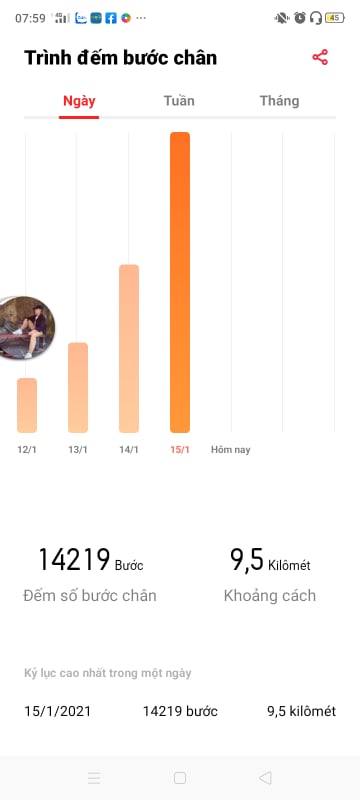 07:59
45
Trình đếm bước chân
Ngày Tuần Tháng
12/1 13/1 14/1 15/1 Hôm nay
14219 Bước 9,5 Kilômét
Đếm số bước chân Khoảng cách
Kỷ lục cao nhất trong một ngày
15/1/2021 14219 bước 9,5 kilômét